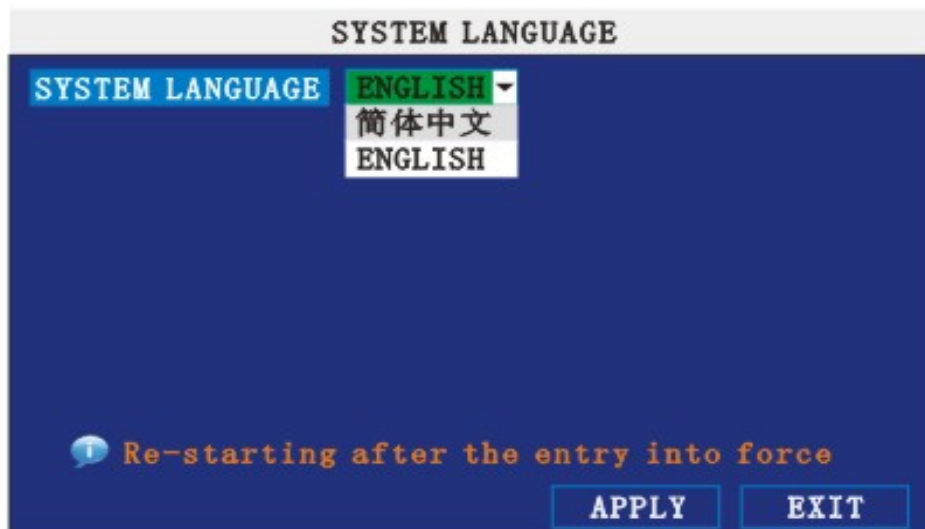 SYSTEM LANGUAGE
SYSTEM LANGUAGE ENGLISH
简体中文
ENGLISH
Re-starting after the entry into force
APPLY EXIT